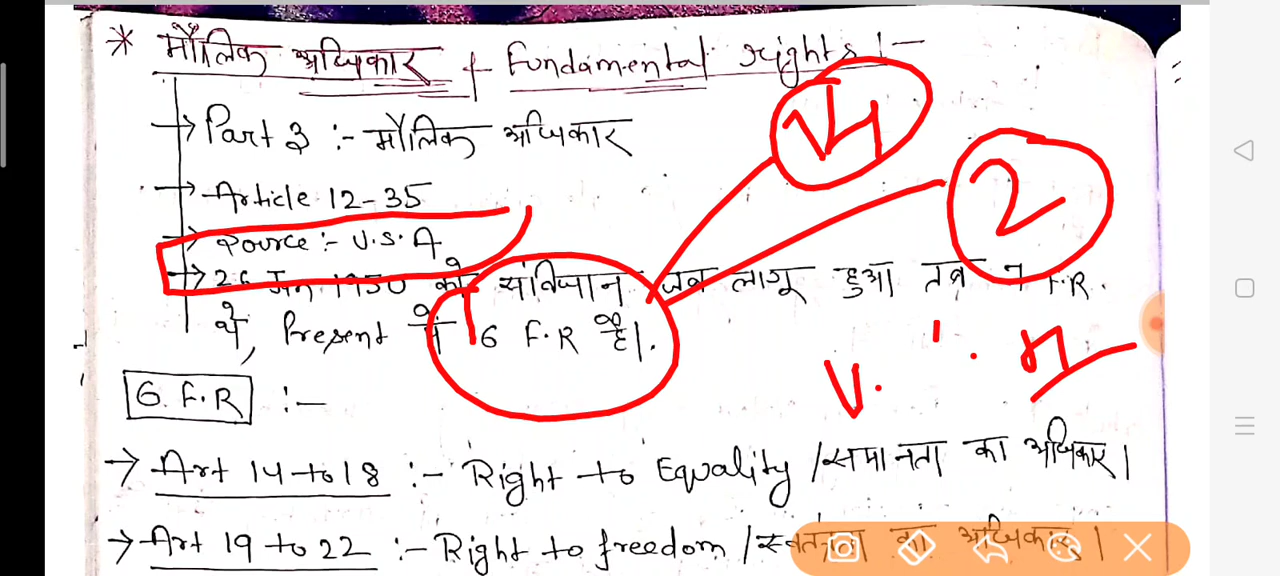 * मौलिक अधिकार / Fundamental rights :-
→ Part 3 :- मौलिक अधिकार
→ Article 12-35
→ Source :- U.S.A
→ 26 जन 1950 को संविधान जब लागू हुआ तब 7 F.R.
थे, Present में 6 F.R है।
6 F.R :-
→ Art 14 to 18 :- Right to Equality / समानता का अधिकार।
→ Art 19 to 22 :- Right to freedom / स्वतंत्रता का अधिकार।
2